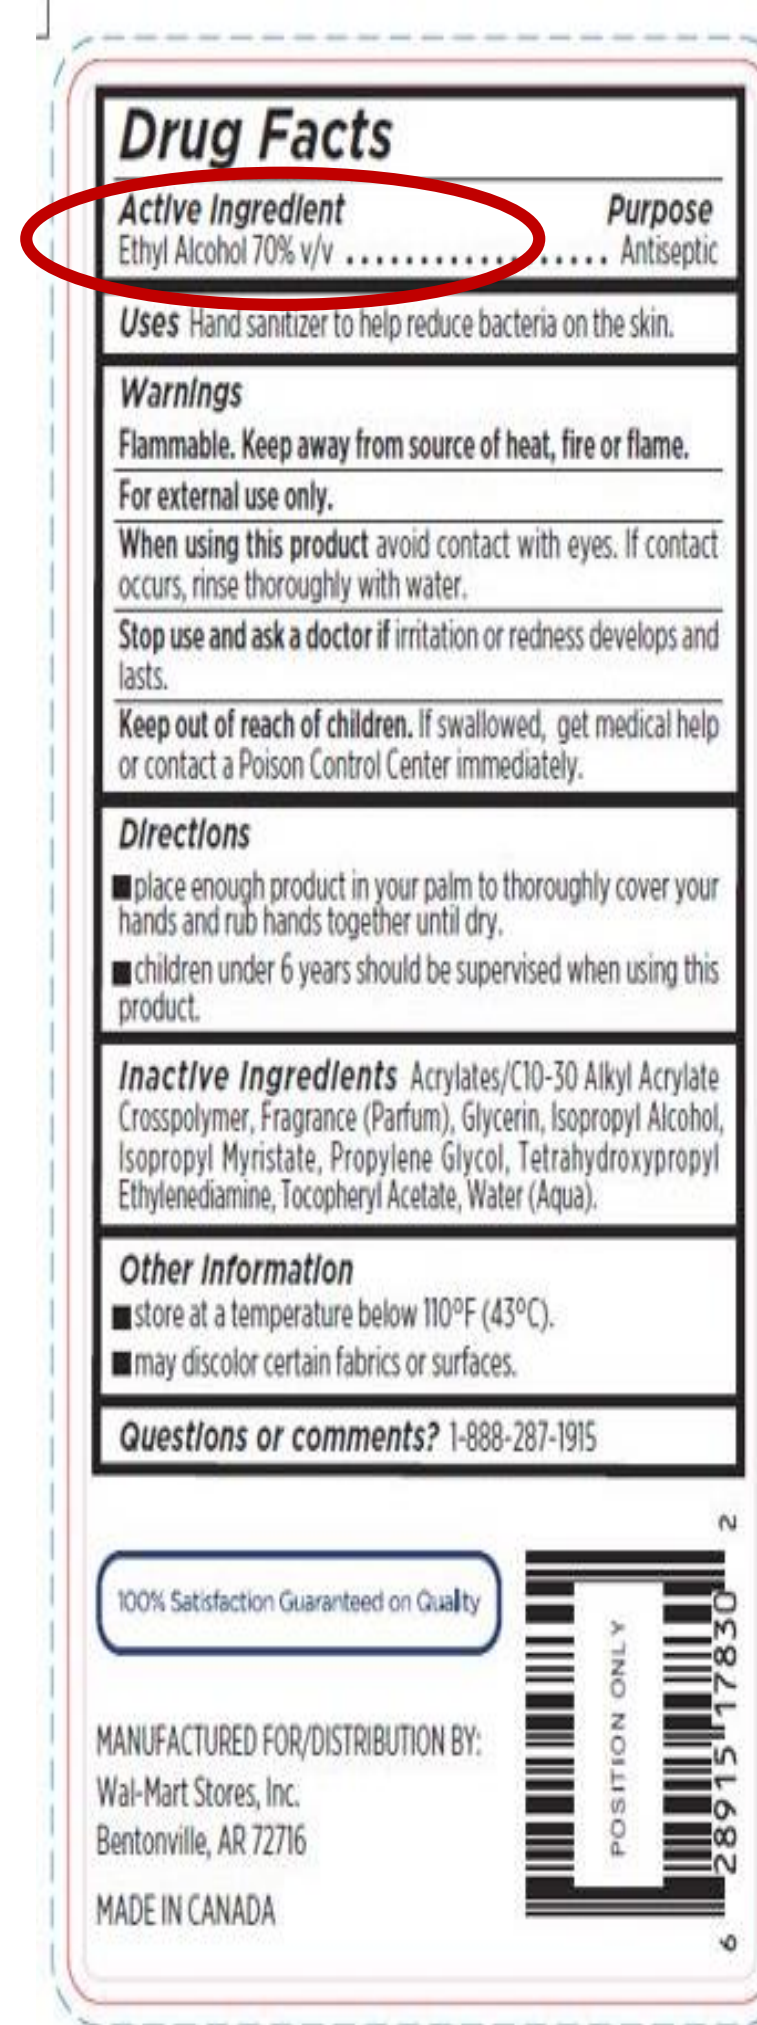 Drug Facts
Active Ingredient Purpose
Ethyl Alcohol 70% v/v .................. Antiseptic
Uses Hand sanitizer to help reduce bacteria on the skin.
Warnings
Flammable. Keep away from source of heat, fire or flame.
For external use only.
When using this product avoid contact with eyes. If contact
occurs, rinse thoroughly with water.
Stop use and ask a doctor if irritation or redness develops and
lasts.
Keep out of reach of children. If swallowed, get medical help
or contact a Poison Control Center immediately.
Directions
■ place enough product in your palm to thoroughly cover your
hands and rub hands together until dry.
■ children under 6 years should be supervised when using this
product.
Inactive Ingredients Acrylates/C10-30 Alkyl Acrylate
Crosspolymer, Fragrance (Parfum), Glycerin, Isopropyl Alcohol,
Isopropyl Myristate, Propylene Glycol, Tetrahydroxypropyl
Ethylenediamine, Tocopheryl Acetate, Water (Aqua).
Other Information
■ store at a temperature below 110°F (43°C).
■ may discolor certain fabrics or surfaces.
Questions or comments? 1-888-287-1915
100% Satisfaction Guaranteed on Quality
MANUFACTURED FOR/DISTRIBUTION BY:
Wal-Mart Stores, Inc.
Bentonville, AR 72716
MADE IN CANADA
POSITION ONLY
6 28915 17830 2